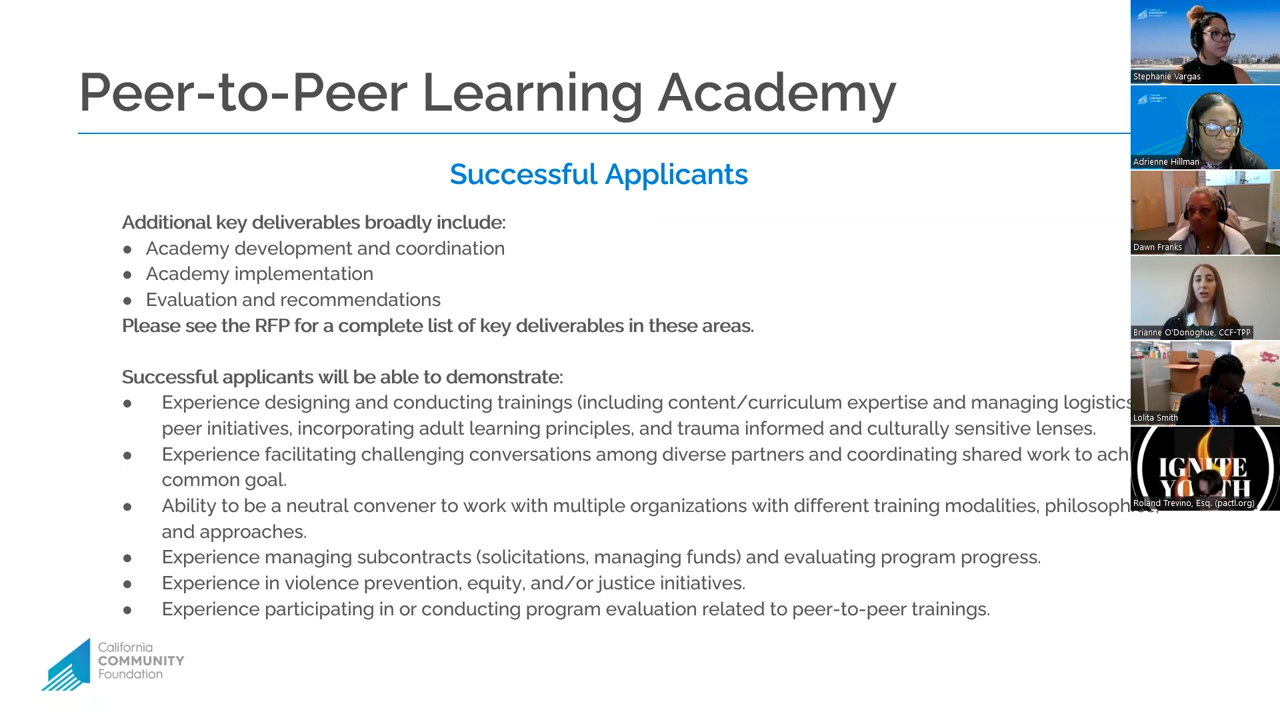 Peer-to-Peer Learning Academy
Successful Applicants
Additional key deliverables broadly include:
● Academy development and coordination
● Academy implementation
● Evaluation and recommendations
Please see the RFP for a complete list of key deliverables in these areas.
Successful applicants will be able to demonstrate:
● Experience designing and conducting trainings (including content/curriculum expertise and managing logistics
peer initiatives, incorporating adult learning principles, and trauma informed and culturally sensitive lenses.
● Experience facilitating challenging conversations among diverse partners and coordinating shared work to
common goal.
● Ability to be a neutral convener to work with multiple organizations with different training modalities,
and approaches.
● Experience managing subcontracts (solicitations, managing funds) and evaluating program progress.
● Experience in violence prevention, equity, and/or justice initiatives.
● Experience participating in or conducting program evaluation related to peer-to-peer trainings.
California
COMMUNITY
Foundation
Stephanie Vargas
Adrienne Hillman
Dawn Franks
Brianne O'Donoghue, CCF-TPP
Lolita Smith
IGNITE
YOUTH
Roland Trevino, Esq. (pactl.org)